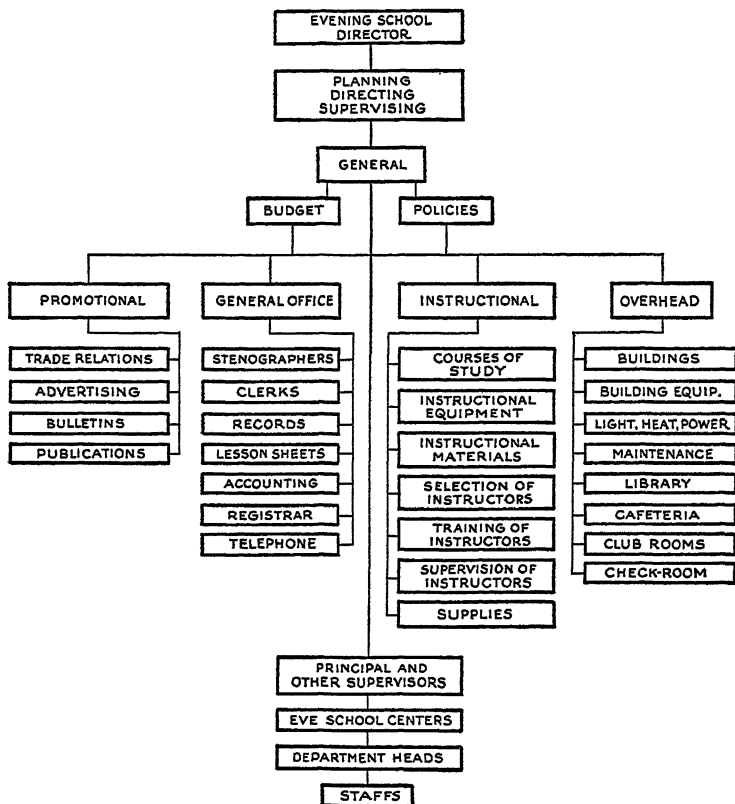 EVENING SCHOOL
DIRECTOR
PLANNING
DIRECTING
SUPERVISING
GENERAL
BUDGET
POLICIES
PROMOTIONAL
TRADE RELATIONS
ADVERTISING
BULLETINS
PUBLICATIONS
GENERAL OFFICE
STENOGRAPHERS
CLERKS
RECORDS
LESSON SHEETS
ACCOUNTING
REGISTRAR
TELEPHONE
INSTRUCTIONAL
COURSES OF
STUDY
INSTRUCTIONAL
EQUIPMENT
INSTRUCTIONAL
MATERIALS
SELECTION OF
INSTRUCTORS
TRAINING OF
INSTRUCTORS
SUPERVISION OF
INSTRUCTORS
SUPPLIES
OVERHEAD
BUILDINGS
BUILDING EQUIP.
LIGHT, HEAT, POWER
MAINTENANCE
LIBRARY
CAFETERIA
CLUB ROOMS
CHECK-ROOM
PRINCIPAL AND
OTHER SUPERVISORS
EVE SCHOOL CENTERS
DEPARTMENT HEADS
STAFFS